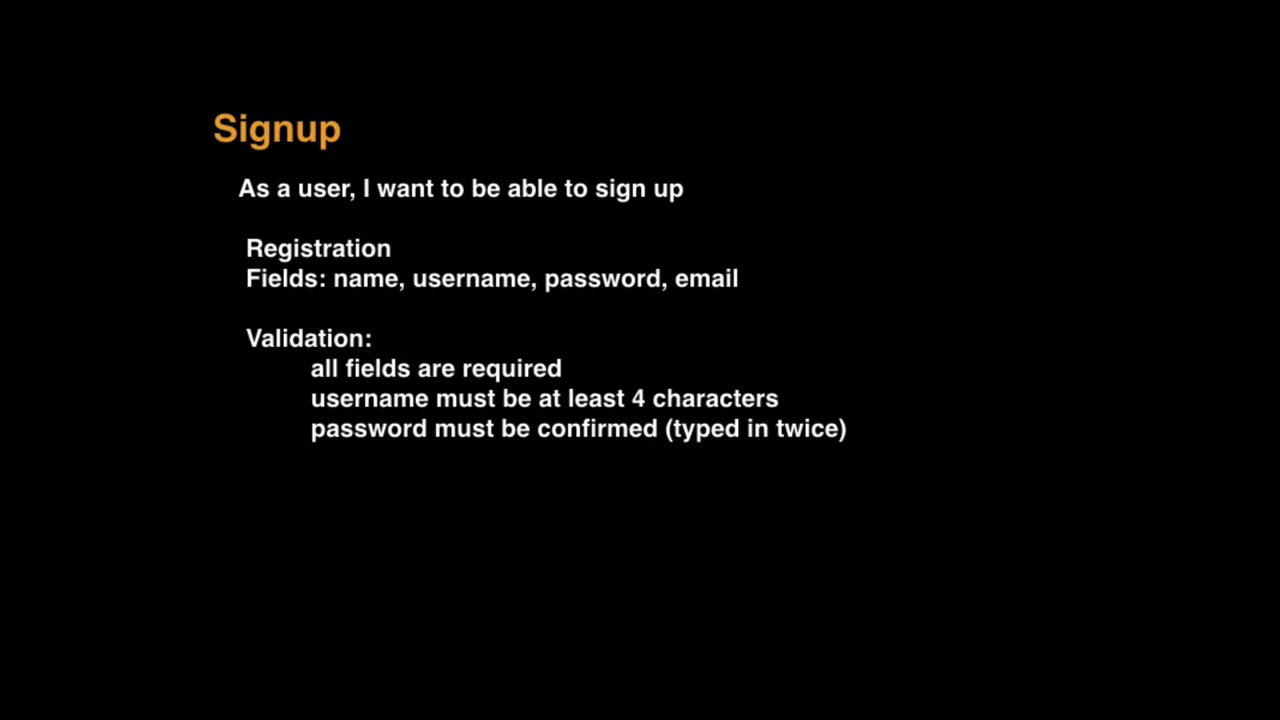 Signup
As a user, I want to be able to sign up
Registration
Fields: name, username, password, email
Validation:
all fields are required
username must be at least 4 characters
password must be confirmed (typed in twice)